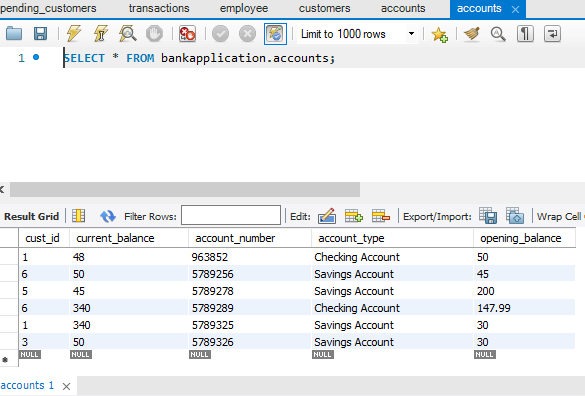 pending_customers transactions employee customers accounts accounts ×
Limit to 1000 rows
1 SELECT * FROM bankapplication.accounts;
Result Grid Filter Rows: Edit: Export/Import: Wrap Cell C
cust_id current_balance account_number account_type opening_balance
1 48 963852 Checking Account 50
6 50 5789256 Savings Account 45
5 45 5789278 Savings Account 200
6 340 5789289 Checking Account 147.99
1 340 5789325 Savings Account 30
3 50 5789326 Savings Account 30
* NULL NULL NULL NULL NULL
accounts 1 ×